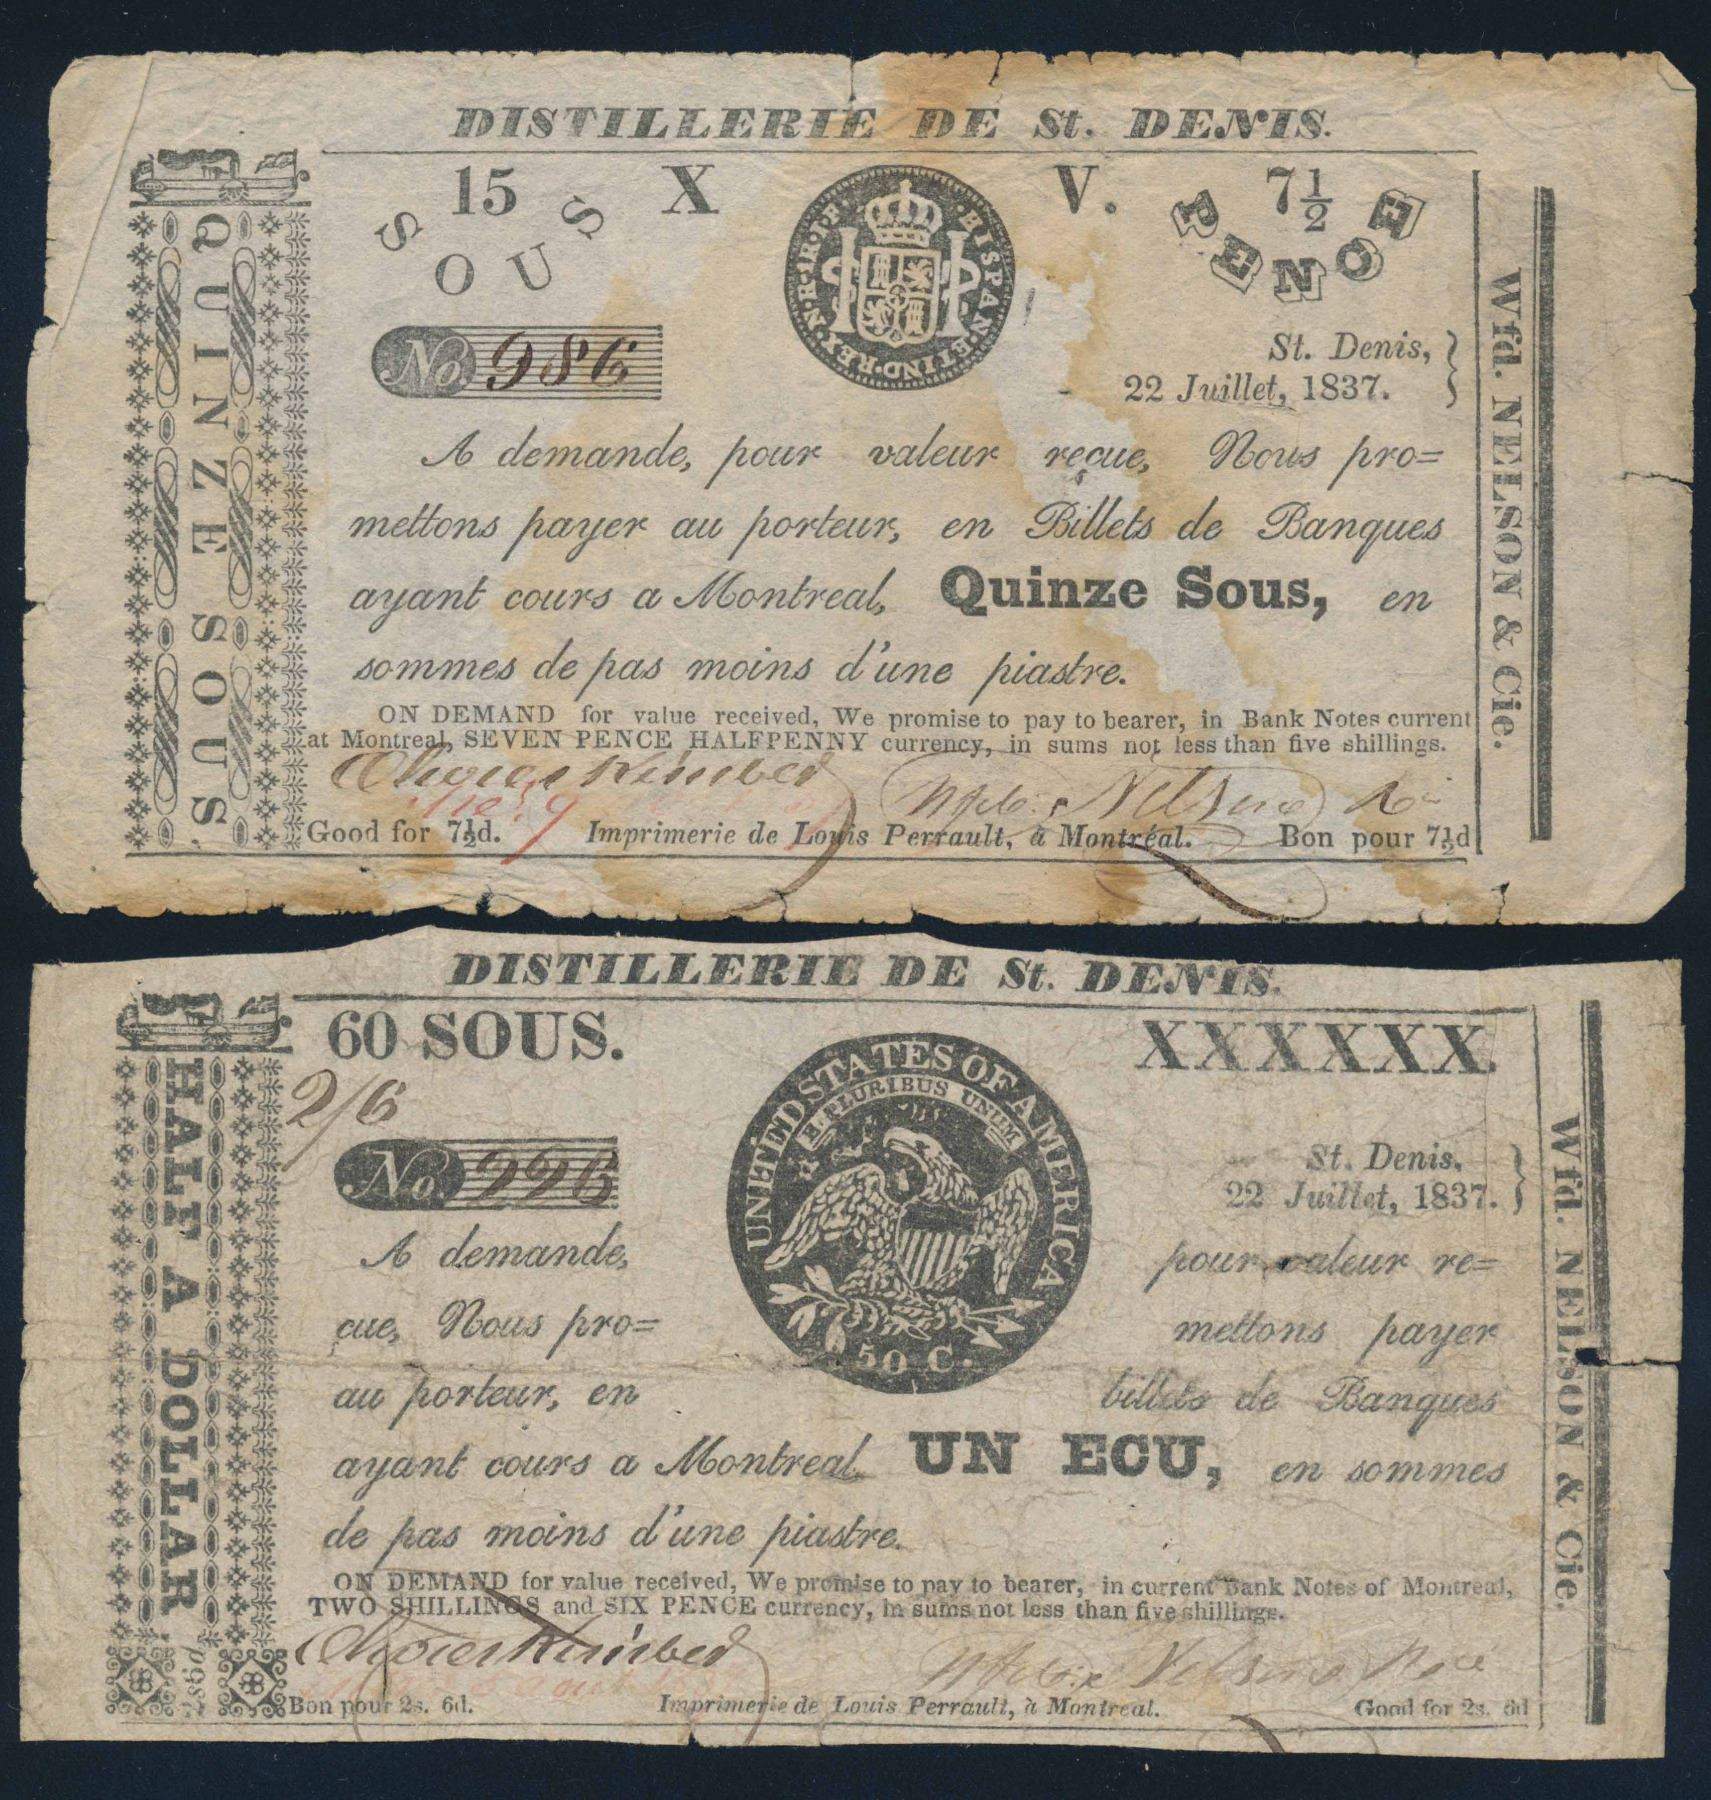 DISTILLERIE DE St. DENIS.
15 X V. 7 1/2
SOUS PENCE
HISPAN·ET IND·REX·
QUINZE SOUS
No. 986
St. Denis,
22 Juillet, 1837.
A demande, pour valeur reçue, Nous pro=
mettons payer au porteur, en Billets de Banques
ayant cours a Montreal, Quinze Sous, en
sommes de pas moins d'une piastre.
ON DEMAND for value received, We promise to pay to bearer, in Bank Notes current
at Montreal, SEVEN PENCE HALFPENNY currency, in sums not less than five shillings.
Nelson
Good for 7½d. Imprimerie de Louis Perrault, à Montréal. Bon pour 7½d
Wfd. NELSON & Cie.
DISTILLERIE DE St. DENIS.
60 SOUS. XXXXXX.
2/6
UNITED STATES OF AMERICA
E PLURIBUS UNUM
50 C.
HALF A DOLLAR.
No. 226
St. Denis,
22 Juillet, 1837.
A demande, pour valeur re=
çue, Nous pro= mettons payer
au porteur, en billets de Banques
ayant cours a Montreal, UN ECU, en sommes
de pas moins d'une piastre.
ON DEMAND for value received, We promise to pay to bearer, in current Bank Notes of Montreal,
TWO SHILLINGS and SIX PENCE currency, in sums not less than five shillings.
Nelson
Bon pour 2s. 6d. Imprimerie de Louis Perrault, à Montreal. Good for 2s. 6d
Wfd. NELSON & Cie.